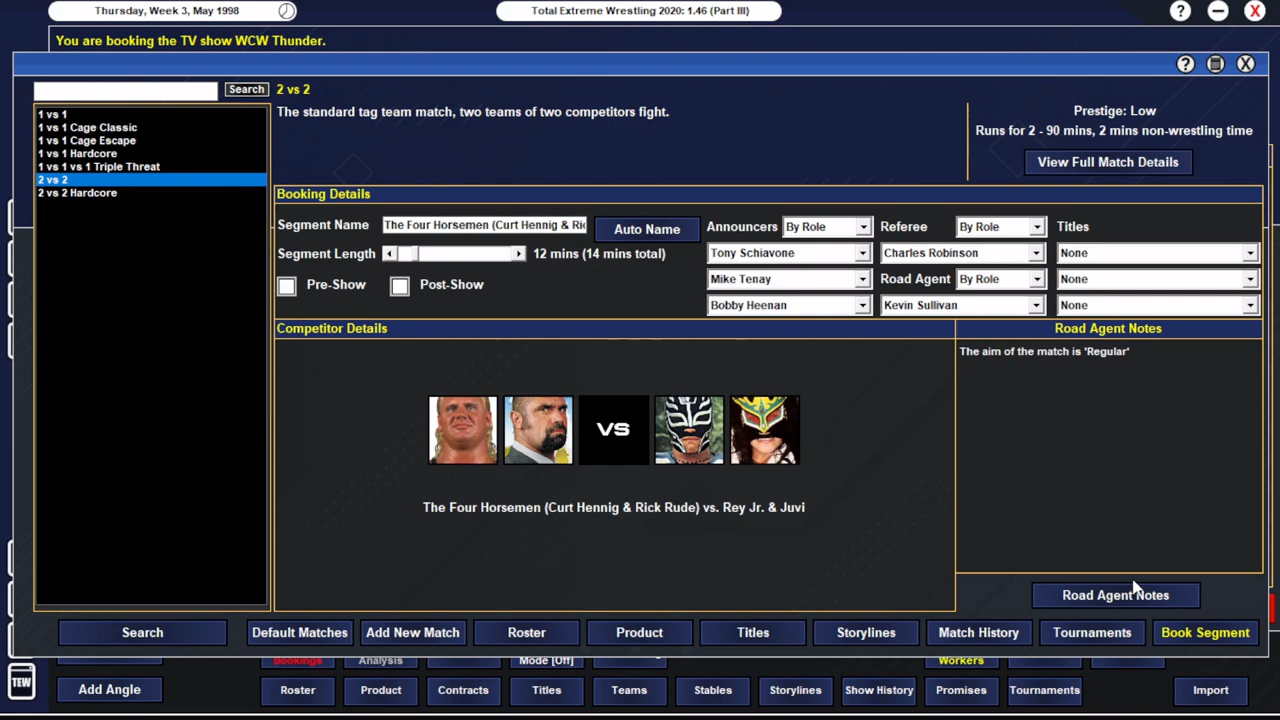 Thursday, Week 3, May 1998
Total Extreme Wrestling 2020: 1.46 (Part III)
? X
You are booking the TV show WCW Thunder.
? X
Search
2 vs 2
1 vs 1
1 vs 1 Cage Classic
1 vs 1 Cage Escape
1 vs 1 Hardcore
1 vs 1 vs 1 Triple Threat
2 vs 2
2 vs 2 Hardcore
The standard tag team match, two teams of two competitors fight.
Prestige: Low
Runs for 2 - 90 mins, 2 mins non-wrestling time
View Full Match Details
Booking Details
Segment Name
The Four Horsemen (Curt Hennig & Ri
Auto Name
Announcers
By Role
Referee
By Role
Titles
Segment Length
12 mins (14 mins total)
Tony Schiavone
Charles Robinson
None
Pre-Show
Post-Show
Mike Tenay
Road Agent
By Role
None
Bobby Heenan
Kevin Sullivan
None
Competitor Details
Road Agent Notes
The aim of the match is 'Regular'
VS
The Four Horsemen (Curt Hennig & Rick Rude) vs. Rey Jr. & Juvi
Road Agent Notes
Search
Default Matches
Add New Match
Roster
Product
Titles
Storylines
Match History
Tournaments
Book Segment
Bookings
Analysis
Mode [Off]
Workers
TEW
Add Angle
Roster
Product
Contracts
Titles
Teams
Stables
Storylines
Show History
Promises
Tournaments
Import